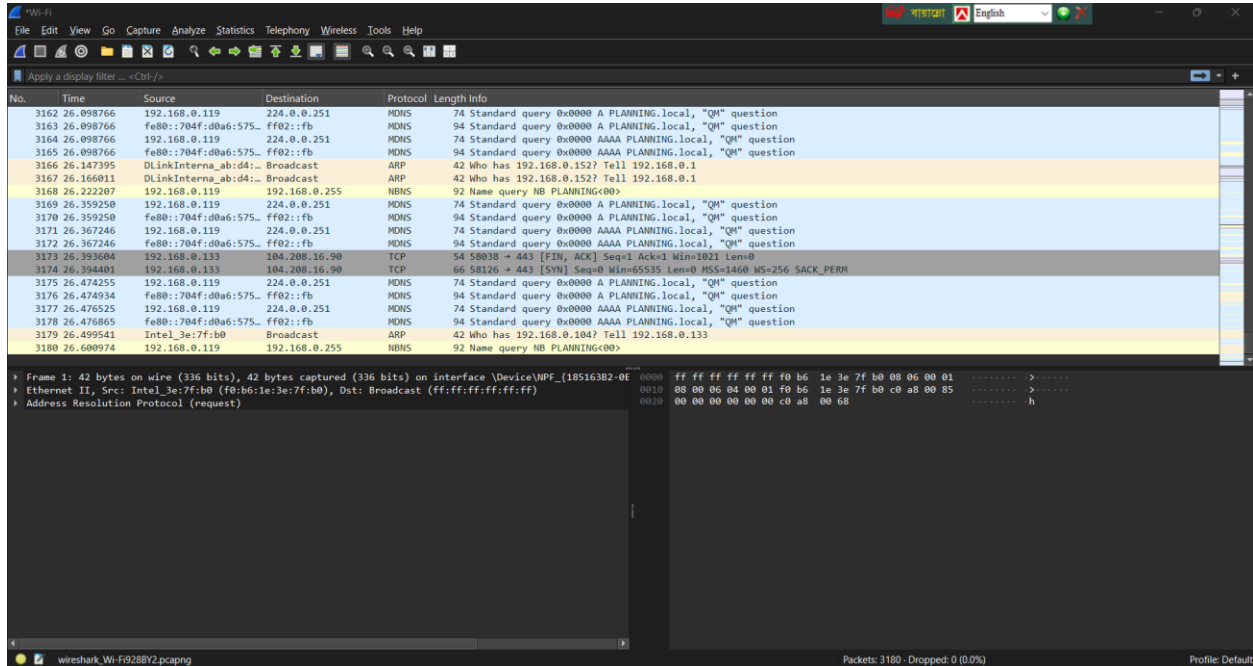 *Wi-Fi
বায়ান্নো English
File Edit View Go Capture Analyze Statistics Telephony Wireless Tools Help
Apply a display filter ... <Ctrl-/>
No. Time Source Destination Protocol Length Info
3162 26.098766 192.168.0.119 224.0.0.251 MDNS 74 Standard query 0x0000 A PLANNING.local, "QM" question
3163 26.098766 fe80::704f:d0a6:575… ff02::fb MDNS 94 Standard query 0x0000 A PLANNING.local, "QM" question
3164 26.098766 192.168.0.119 224.0.0.251 MDNS 74 Standard query 0x0000 AAAA PLANNING.local, "QM" question
3165 26.098766 fe80::704f:d0a6:575… ff02::fb MDNS 94 Standard query 0x0000 AAAA PLANNING.local, "QM" question
3166 26.147395 DLinkInterna_ab:d4:… Broadcast ARP 42 Who has 192.168.0.152? Tell 192.168.0.1
3167 26.166011 DLinkInterna_ab:d4:… Broadcast ARP 42 Who has 192.168.0.152? Tell 192.168.0.1
3168 26.222207 192.168.0.119 192.168.0.255 NBNS 92 Name query NB PLANNING<00>
3169 26.359250 192.168.0.119 224.0.0.251 MDNS 74 Standard query 0x0000 A PLANNING.local, "QM" question
3170 26.359250 fe80::704f:d0a6:575… ff02::fb MDNS 94 Standard query 0x0000 A PLANNING.local, "QM" question
3171 26.367246 192.168.0.119 224.0.0.251 MDNS 74 Standard query 0x0000 AAAA PLANNING.local, "QM" question
3172 26.367246 fe80::704f:d0a6:575… ff02::fb MDNS 94 Standard query 0x0000 AAAA PLANNING.local, "QM" question
3173 26.393604 192.168.0.133 104.208.16.90 TCP 54 58038 → 443 [FIN, ACK] Seq=1 Ack=1 Win=1021 Len=0
3174 26.394401 192.168.0.133 104.208.16.90 TCP 66 58126 → 443 [SYN] Seq=0 Win=65535 Len=0 MSS=1460 WS=256 SACK_PERM
3175 26.474255 192.168.0.119 224.0.0.251 MDNS 74 Standard query 0x0000 A PLANNING.local, "QM" question
3176 26.474934 fe80::704f:d0a6:575… ff02::fb MDNS 94 Standard query 0x0000 A PLANNING.local, "QM" question
3177 26.476525 192.168.0.119 224.0.0.251 MDNS 74 Standard query 0x0000 AAAA PLANNING.local, "QM" question
3178 26.476865 fe80::704f:d0a6:575… ff02::fb MDNS 94 Standard query 0x0000 AAAA PLANNING.local, "QM" question
3179 26.499541 Intel_3e:7f:b0 Broadcast ARP 42 Who has 192.168.0.104? Tell 192.168.0.133
3180 26.600974 192.168.0.119 192.168.0.255 NBNS 92 Name query NB PLANNING<00>
Frame 1: 42 bytes on wire (336 bits), 42 bytes captured (336 bits) on interface \Device\NPF_{185163B2-0E
Ethernet II, Src: Intel_3e:7f:b0 (f0:b6:1e:3e:7f:b0), Dst: Broadcast (ff:ff:ff:ff:ff:ff)
Address Resolution Protocol (request)
0000 ff ff ff ff ff ff f0 b6 1e 3e 7f b0 08 06 00 01 ········ ·>······
0010 08 00 06 04 00 01 f0 b6 1e 3e 7f b0 c0 a8 00 85 ········ ·>······
0020 00 00 00 00 00 00 c0 a8 00 68 ········ ·h
wireshark_Wi-Fi9288Y2.pcapng
Packets: 3180 · Dropped: 0 (0.0%)
Profile: Default